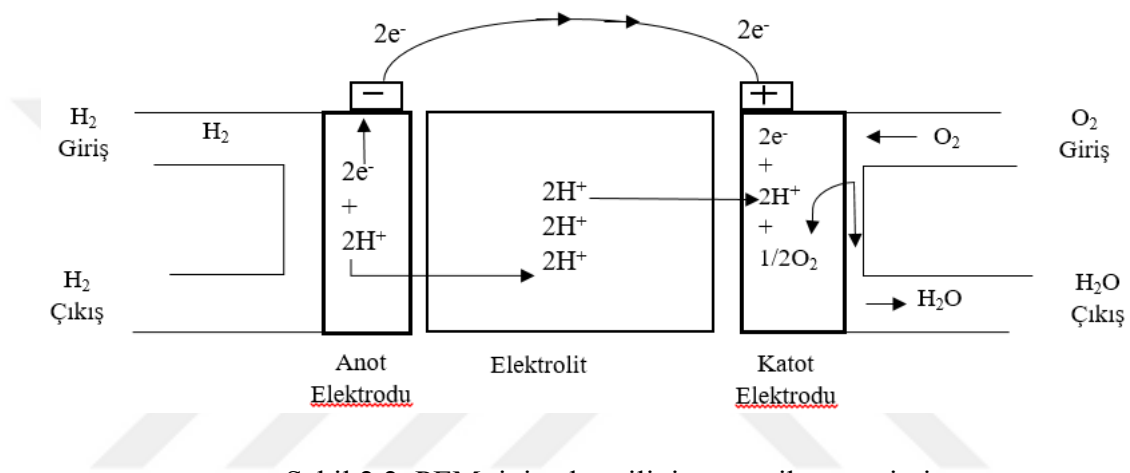 2e⁻
2e⁻
−
+
H₂
Giriş
H₂
2e⁻
+
2H⁺
2H⁺
2H⁺
2H⁺
2e⁻
+
2H⁺
+
1/2O₂
O₂
O₂
Giriş
H₂
Çıkış
H₂O
H₂O
Çıkış
Anot
Elektrodu
Elektrolit
Katot
Elektrodu